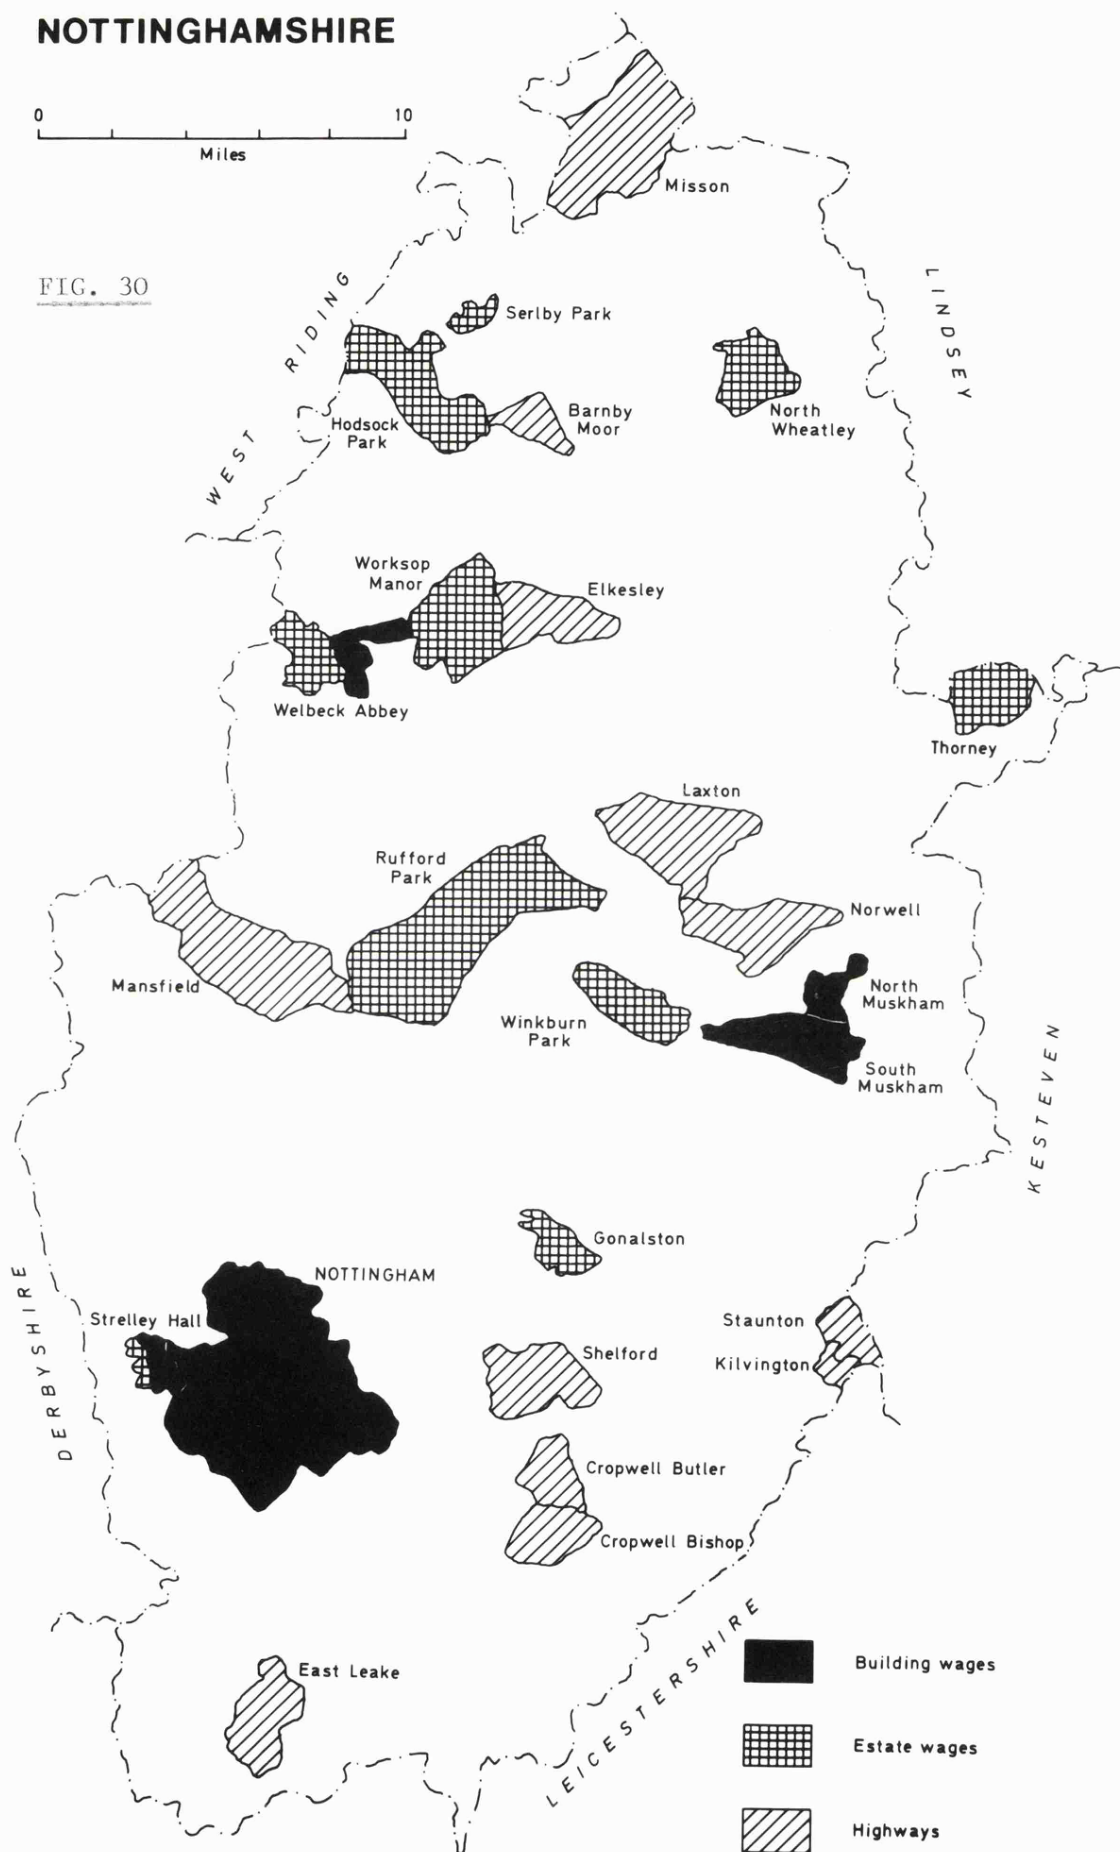 NOTTINGHAMSHIRE
0 10
Miles
Misson
FIG. 30
WEST RIDING
LINDSEY
Serlby Park
Hodsock
Park
Barnby
Moor
North
Wheatley
Worksop
Manor
Elkesley
Welbeck Abbey
Thorney
Laxton
Rufford
Park
Norwell
Mansfield
North
Muskham
Winkburn
Park
South
Muskham
KESTEVEN
Gonalston
NOTTINGHAM
DERBYSHIRE
Strelley Hall
Staunton
Shelford
Kilvington
Cropwell Butler
Cropwell Bishop
LEICESTERSHIRE
East Leake
Building wages
Estate wages
Highways